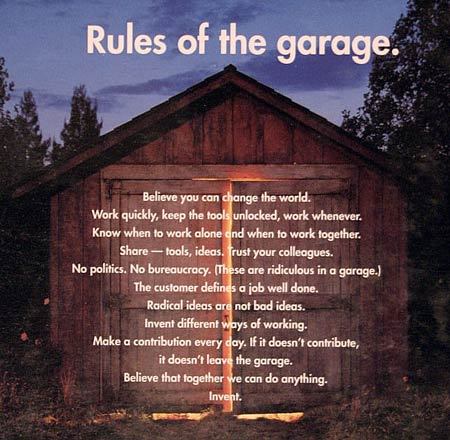 Rules of the garage.
Believe you can change the world.
Work quickly, keep the tools unlocked, work whenever.
Know when to work alone and when to work together.
Share — tools, ideas. Trust your colleagues.
No politics. No bureaucracy. (These are ridiculous in a garage.)
The customer defines a job well done.
Radical ideas are not bad ideas.
Invent different ways of working.
Make a contribution every day. If it doesn't contribute,
it doesn't leave the garage.
Believe that together we can do anything.
Invent.